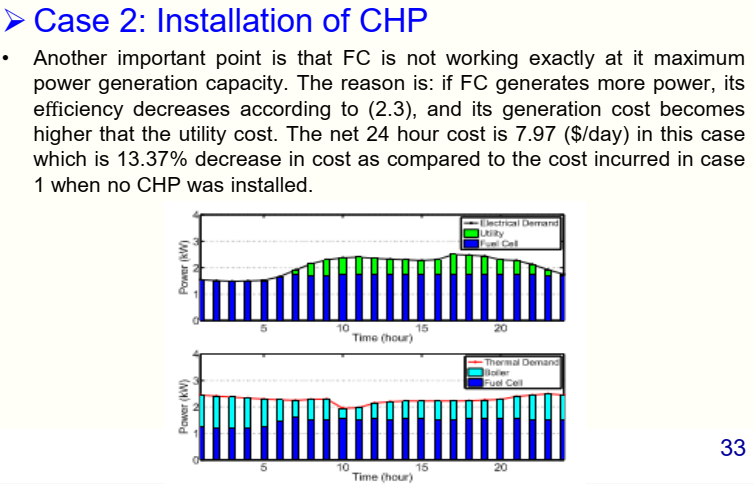 ➢ Case 2: Installation of CHP
• Another important point is that FC is not working exactly at it maximum
power generation capacity. The reason is: if FC generates more power, its
efficiency decreases according to (2.3), and its generation cost becomes
higher that the utility cost. The net 24 hour cost is 7.97 ($/day) in this case
which is 13.37% decrease in cost as compared to the cost incurred in case
1 when no CHP was installed.
Power (kW)
4
3
2
1
0
Electrical Demand
Utility
Fuel Cell
5 10 15 20
Time (hour)
Power (kW)
4
3
2
1
0
Thermal Demand
Boiler
Fuel Cell
5 10 15 20
Time (hour)
33